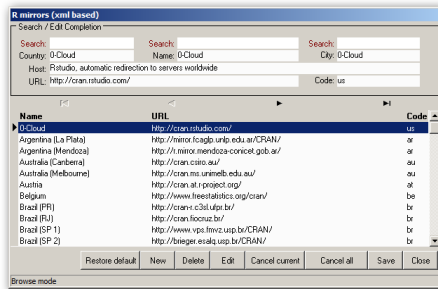 R mirrors (xml based)
Search / Edit Completion
Search: Search: Search:
Country: 0-Cloud Name: 0-Cloud City: 0-Cloud
Host: Rstudio, automatic redirection to servers worldwide
URL: http://cran.rstudio.com/ Code: us
Name URL Code
0-Cloud http://cran.rstudio.com/ us
Argentina (La Plata) http://mirror.fcaglp.unlp.edu.ar/CRAN/ ar
Argentina (Mendoza) http://r.mirror.mendoza-conicet.gob.ar/ ar
Australia (Canberra) http://cran.csiro.au/ au
Australia (Melbourne) http://cran.ms.unimelb.edu.au/ au
Austria http://cran.at.r-project.org/ at
Belgium http://www.freestatistics.org/cran/ be
Brazil (PR) http://cran-r.c3sl.ufpr.br/ br
Brazil (RJ) http://cran.fiocruz.br/ br
Brazil (SP 1) http://www.vps.fmvz.usp.br/CRAN/ br
Brazil (SP 2) http://brieger.esalq.usp.br/CRAN/ br
Restore default New Delete Edit Cancel current Cancel all Save Close
Browse mode